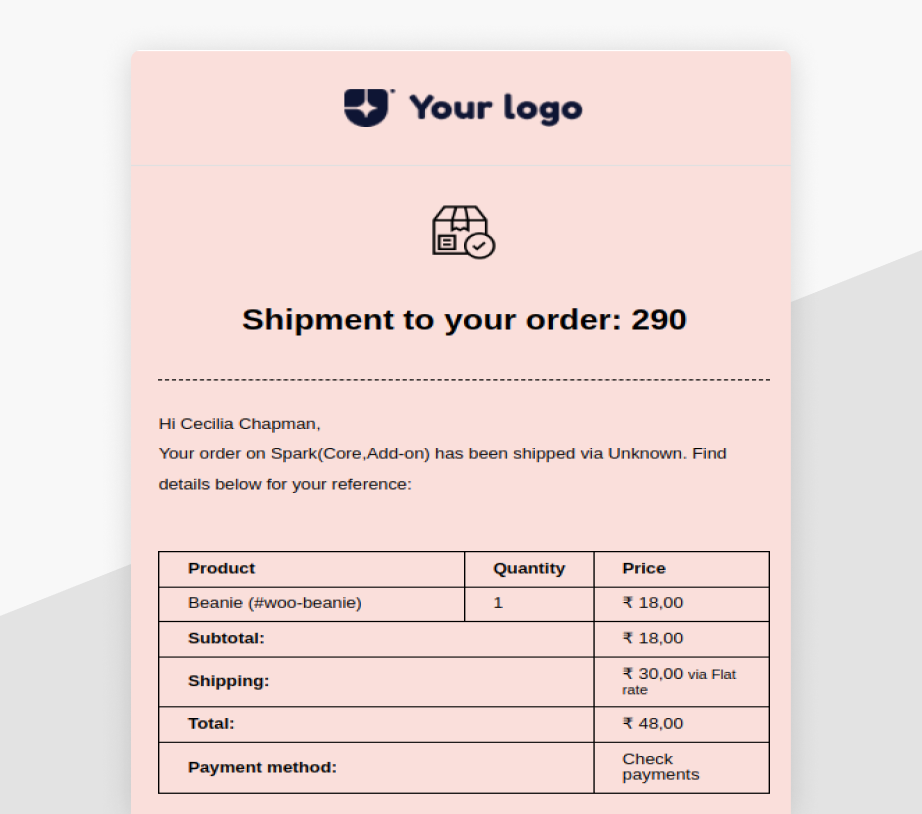 Your logo
Shipment to your order: 290
Hi Cecilia Chapman,
Your order on Spark(Core,Add-on) has been shipped via Unknown. Find
details below for your reference:
Product Quantity Price
Beanie (#woo-beanie) 1 ₹ 18,00
Subtotal: ₹ 18,00
Shipping: ₹ 30,00 via Flat
rate
Total: ₹ 48,00
Payment method: Check
payments